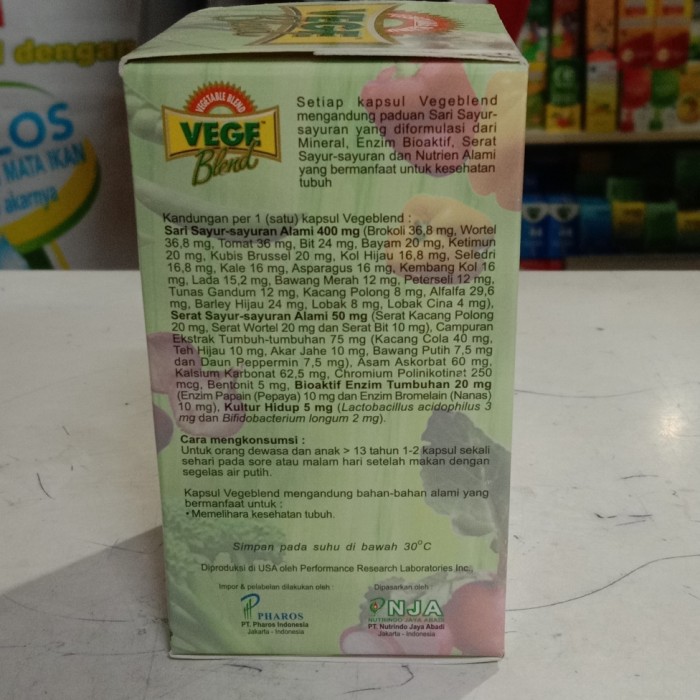 VEGE
Blend
dengan
LOS
MATA IKAN
akarnya
VEGETABLE BLEND
VEGE
Blend
Setiap kapsul Vegeblend
mengandung paduan Sari Sayur-
sayuran yang diformulasi dari
Mineral, Enzim Bioaktif, Serat
Sayur-sayuran dan Nutrien Alami
yang bermanfaat untuk kesehatan
tubuh
Kandungan per 1 (satu) kapsul Vegeblend :
Sari Sayur-sayuran Alami 400 mg (Brokoli 36,8 mg, Wortel
36,8 mg, Tomat 36 mg, Bit 24 mg, Bayam 20 mg, Ketimun
20 mg, Kubis Brussel 20 mg, Kol Hijau 16,8 mg, Seledri
16,8 mg, Kale 16 mg, Asparagus 16 mg, Kembang Kol 16
mg, Lada 15,2 mg, Bawang Merah 12 mg, Peterseli 12 mg,
Tunas Gandum 12 mg, Kacang Polong 8 mg, Alfalfa 29,6
mg, Barley Hijau 24 mg, Lobak 8 mg, Lobak Cina 4 mg),
Serat Sayur-sayuran Alami 50 mg (Serat Kacang Polong
20 mg, Serat Wortel 20 mg dan Serat Bit 10 mg), Campuran
Ekstrak Tumbuh-tumbuhan 75 mg (Kacang Cola 40 mg,
Teh Hijau 10 mg, Akar Jahe 10 mg, Bawang Putih 7,5 mg
dan Daun Peppermin 7,5 mg), Asam Askorbat 60 mg,
Kalsium Karbonat 62,5 mg, Chromium Polinikotinat 250
mcg, Bentonit 5 mg, Bioaktif Enzim Tumbuhan 20 mg
(Enzim Papain (Pepaya) 10 mg dan Enzim Bromelain (Nanas)
10 mg), Kultur Hidup 5 mg (Lactobacillus acidophilus 3
mg dan Bifidobacterium longum 2 mg).
Cara mengkonsumsi :
Untuk orang dewasa dan anak > 13 tahun 1-2 kapsul sekali
sehari pada sore atau malam hari setelah makan dengan
segelas air putih.
Kapsul Vegeblend mengandung bahan-bahan alami yang
bermanfaat untuk :
• Memelihara kesehatan tubuh.
Simpan pada suhu di bawah 30°C
Diproduksi di USA oleh Performance Research Laboratories Inc.,
Impor & pelabelan dilakukan oleh :
PHAROS
PT. Pharos Indonesia
Jakarta - Indonesia
Dipasarkan oleh :
NJA
NUTRINDO JAYA ABADI
PT. Nutrindo Jaya Abadi
Jakarta - Indonesia